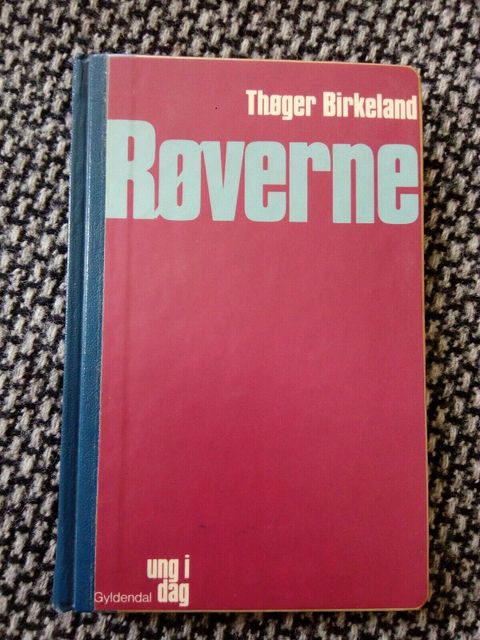 Thøger Birkeland
Røverne
ung i
dag
Gyldendal